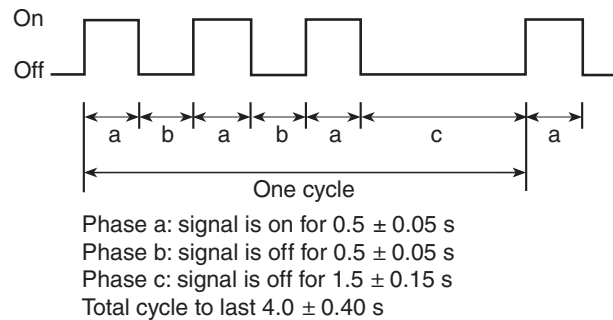 On
Off
a b a b a c a
One cycle
Phase a: signal is on for 0.5 ± 0.05 s
Phase b: signal is off for 0.5 ± 0.05 s
Phase c: signal is off for 1.5 ± 0.15 s
Total cycle to last 4.0 ± 0.40 s